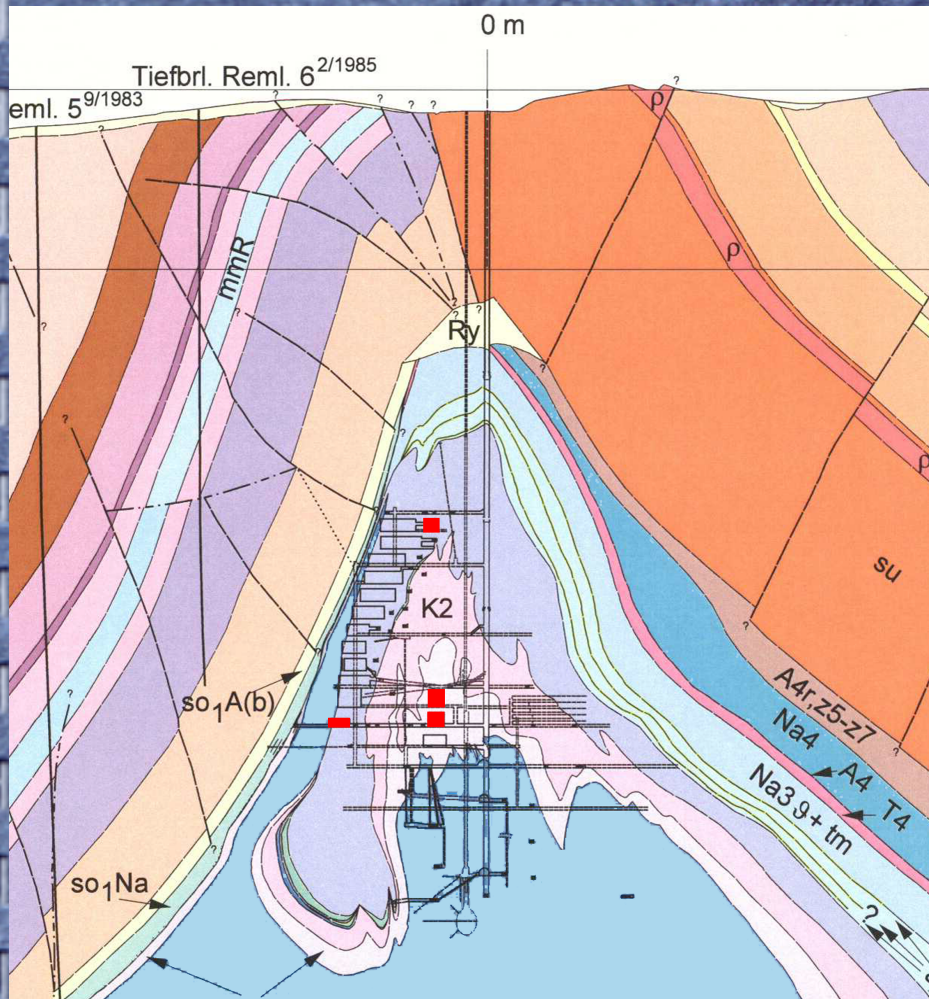 0 m
Tiefbrl. Reml. 6 2/1985
eml. 5 9/1983
ρ
ρ
mmR
?
Ry
ρ
su
K2
so1A(b)
A4r,z5-z7
Na4
A4
T4
Na3ϑ+ tm
so1Na
?